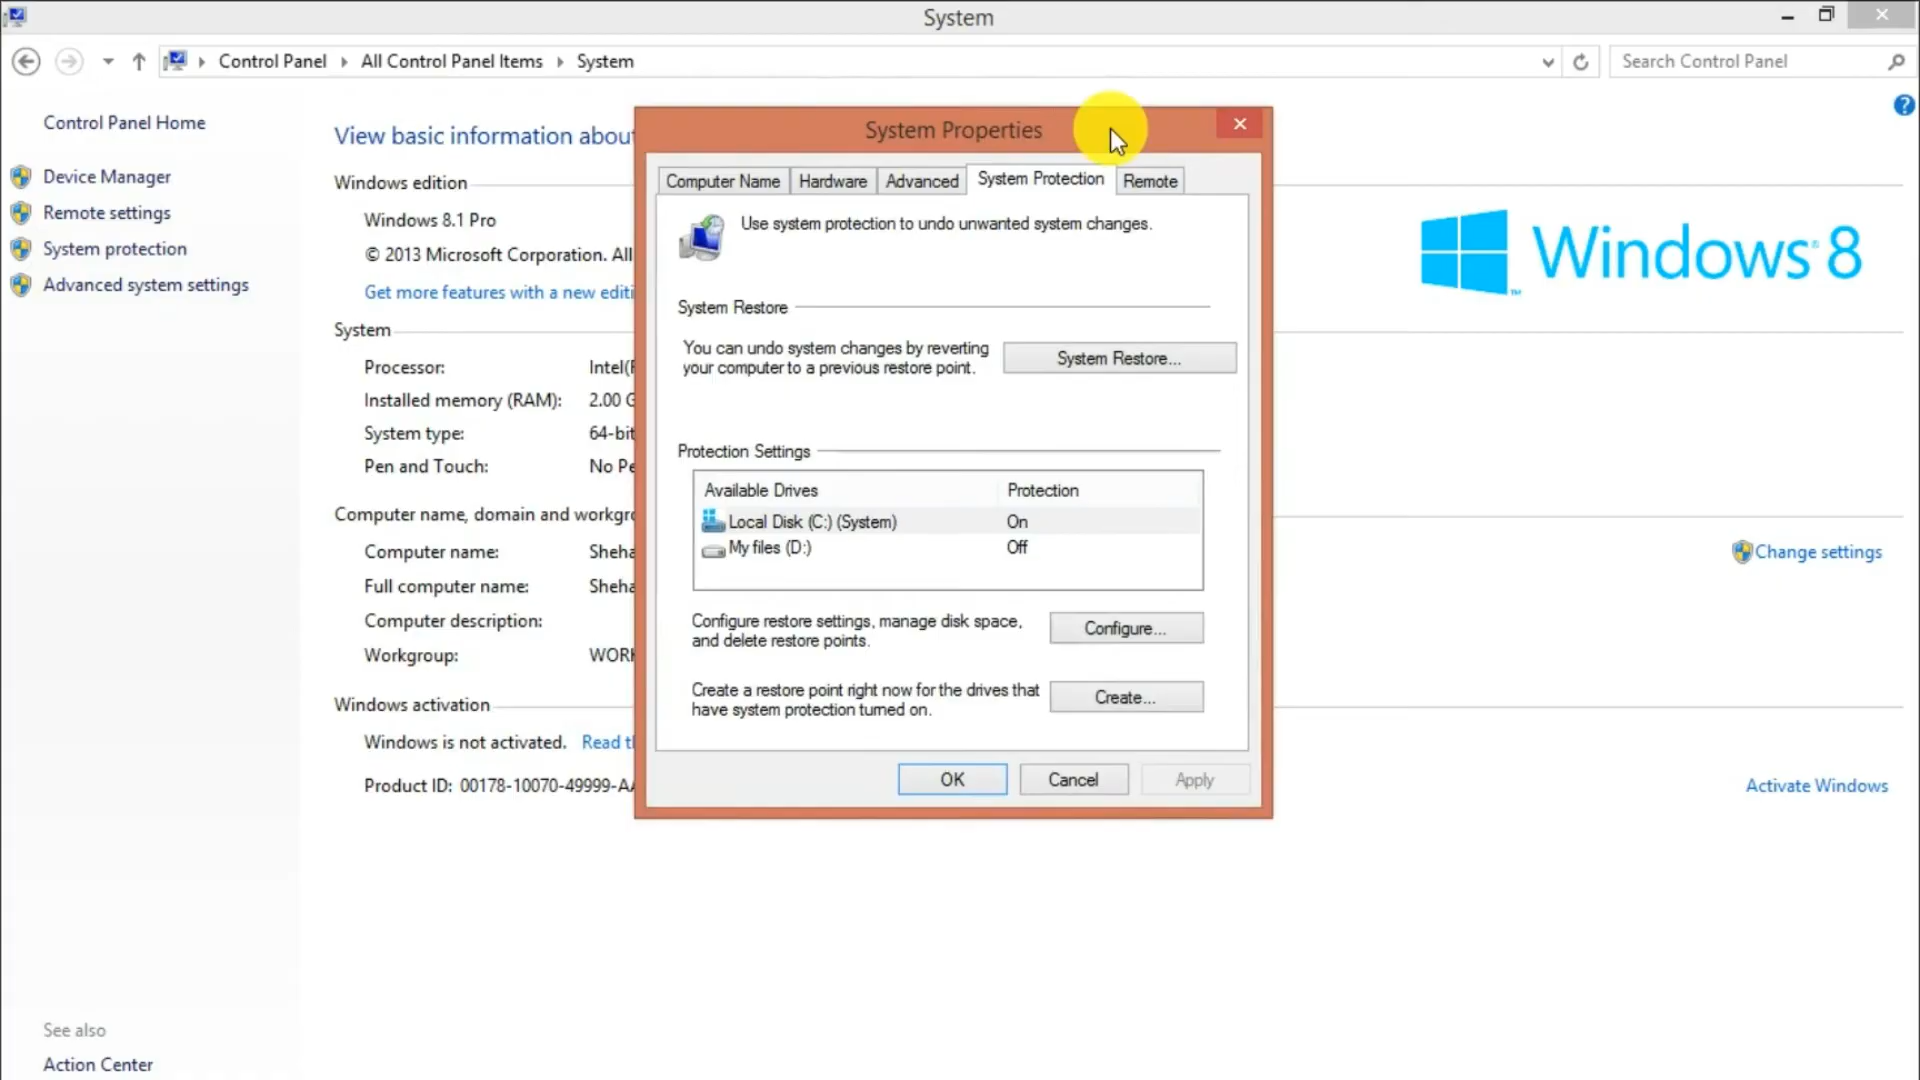 System
Control Panel
All Control Panel Items
System
Search Control Panel
Control Panel Home
Device Manager
Remote settings
System protection
Advanced system settings
See also
Action Center
View basic information about
Windows edition
Windows 8.1 Pro
© 2013 Microsoft Corporation. All
Get more features with a new editi
System
Processor:
Intel(
Installed memory (RAM):
2.00 G
System type:
64-bit
Pen and Touch:
No Pe
Computer name, domain and workgro
Computer name:
Sheha
Full computer name:
Sheha
Computer description:
Workgroup:
WORK
Windows activation
Windows is not activated. Read t
Product ID: 00178-10070-49999-A
Windows 8
Change settings
Activate Windows
System Properties
Computer Name
Hardware
Advanced
System Protection
Remote
Use system protection to undo unwanted system changes.
System Restore
You can undo system changes by reverting
your computer to a previous restore point.
System Restore...
Protection Settings
Available Drives
Protection
Local Disk (C:) (System)
On
My files (D:)
Off
Configure restore settings, manage disk space,
and delete restore points.
Configure...
Create a restore point right now for the drives that
have system protection turned on.
Create...
OK
Cancel
Apply